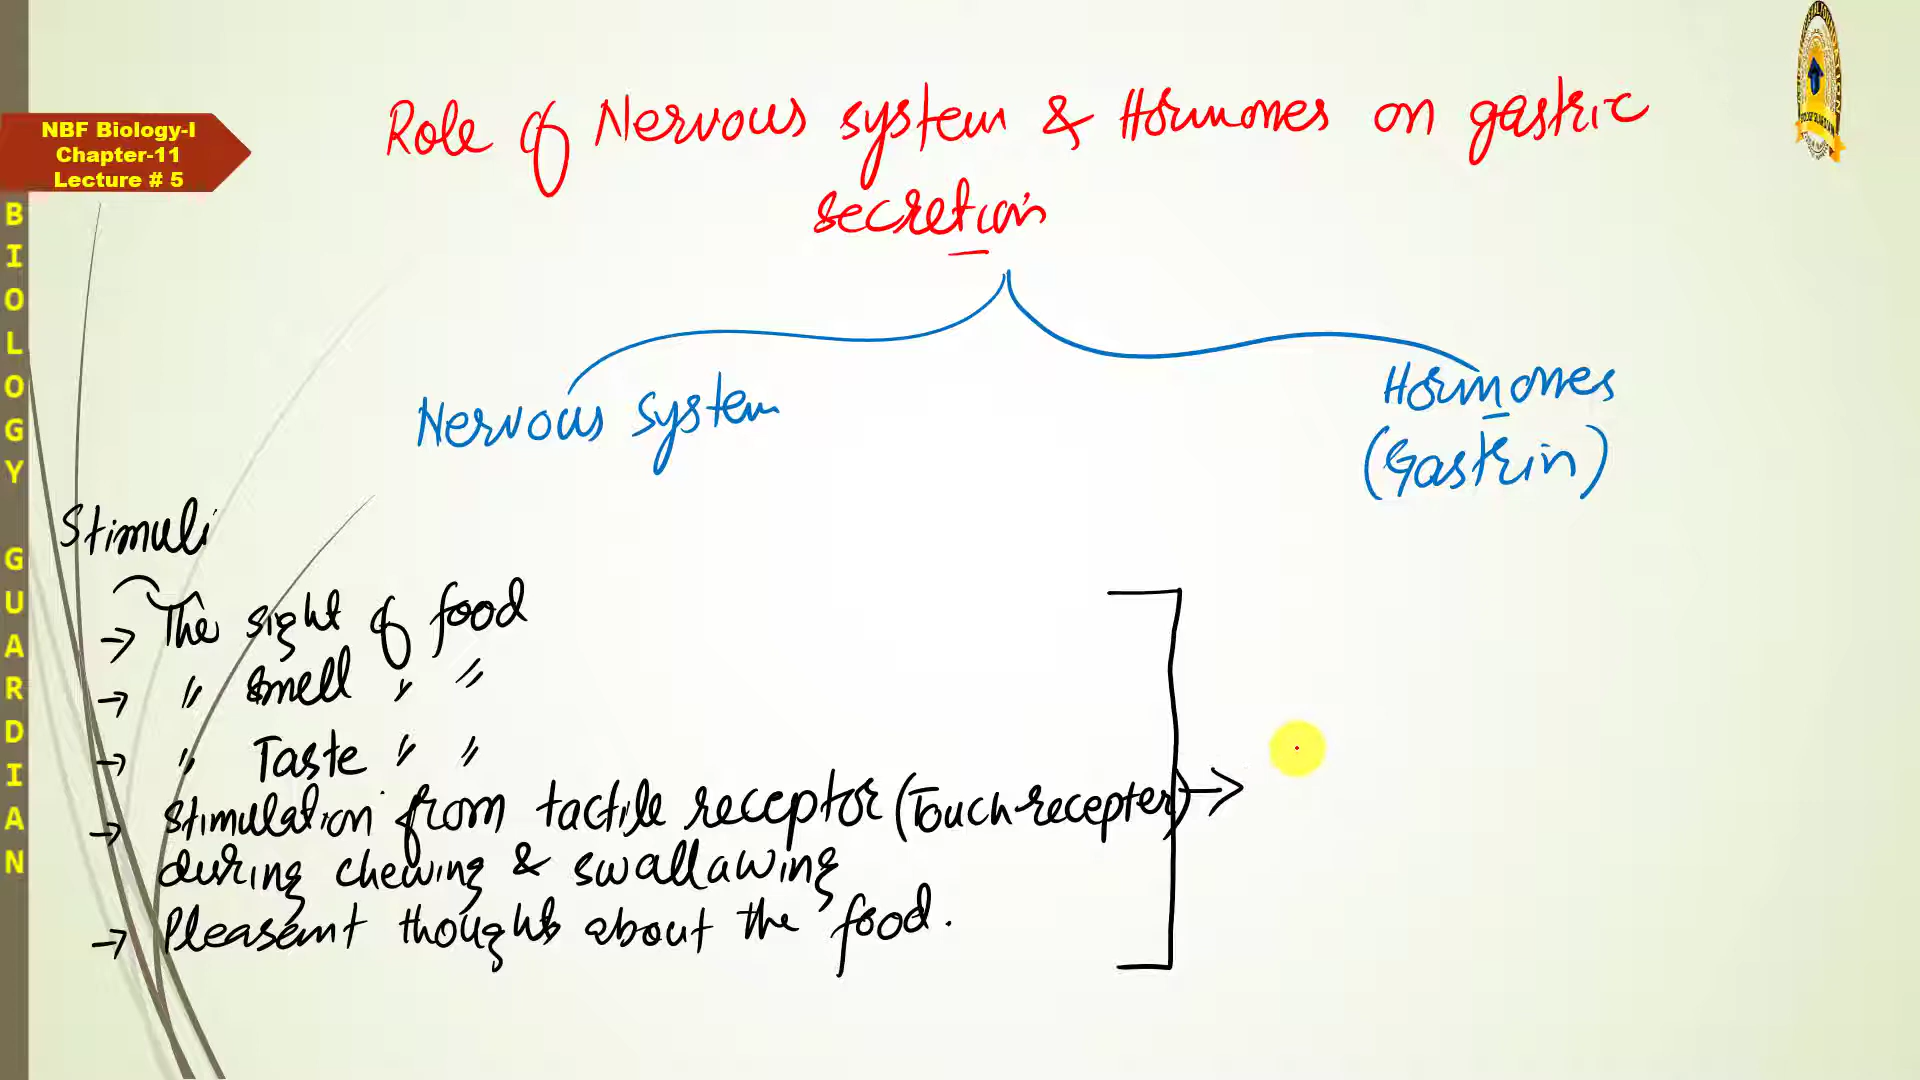 NBF Biology-I
Chapter-11
Lecture # 5
BIOLOGY GUARDIAN
Role of Nervous system & Hormones on gastric
secretion
Nervous system
Hormones
(Gastrin)
Stimuli
→ The sight of food
→ " smell " "
→ " Taste " "
→ stimulation from tactile receptor (Touch-recepter) →
during chewing & swallawing
→ Pleasent thoughts about the food.